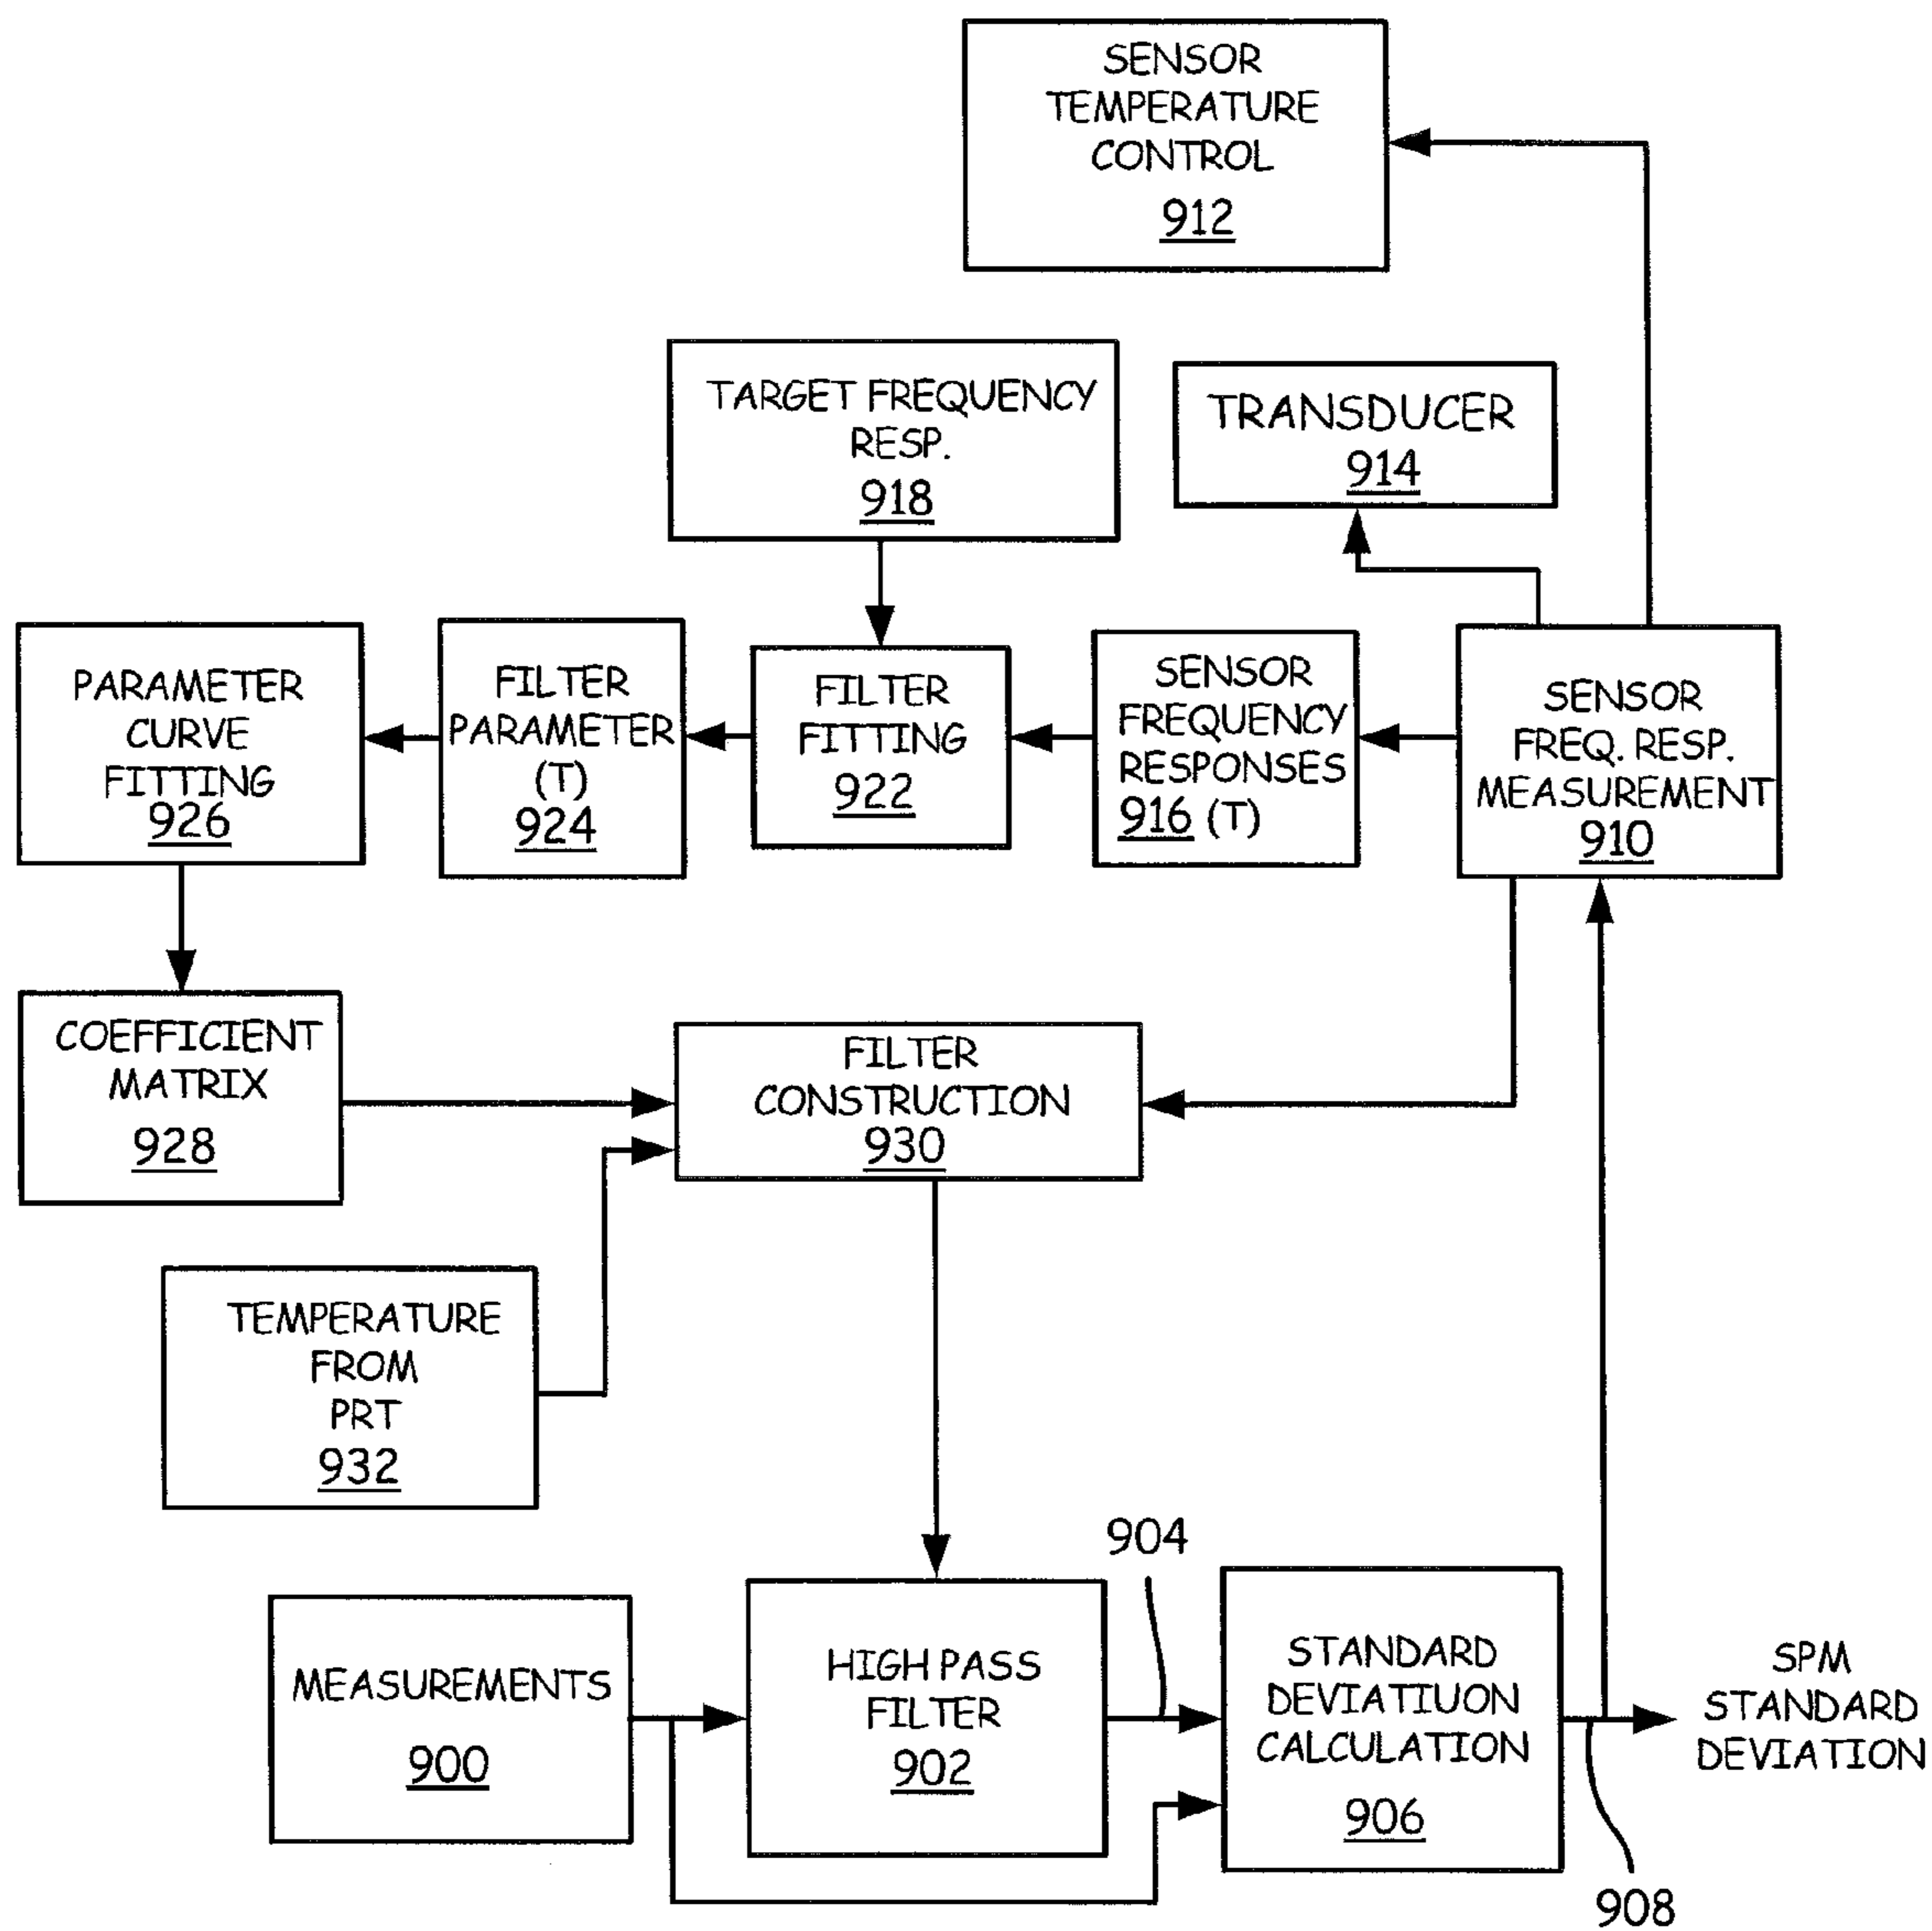 SENSOR
TEMPERATURE
CONTROL
912
TARGET FREQUENCY
RESP.
918
TRANSDUCER
914
PARAMETER
CURVE
FITTING
926
FILTER
PARAMETER
(T)
924
FILTER
FITTING
922
SENSOR
FREQUENCY
RESPONSES
916 (T)
SENSOR
FREQ. RESP.
MEASUREMENT
910
COEFFICIENT
MATRIX
928
FILTER
CONSTRUCTION
930
TEMPERATURE
FROM
PRT
932
MEASUREMENTS
900
HIGH PASS
FILTER
902
904
STANDARD
DEVIATIUON
CALCULATION
906
SPM
STANDARD
DEVIATION
908